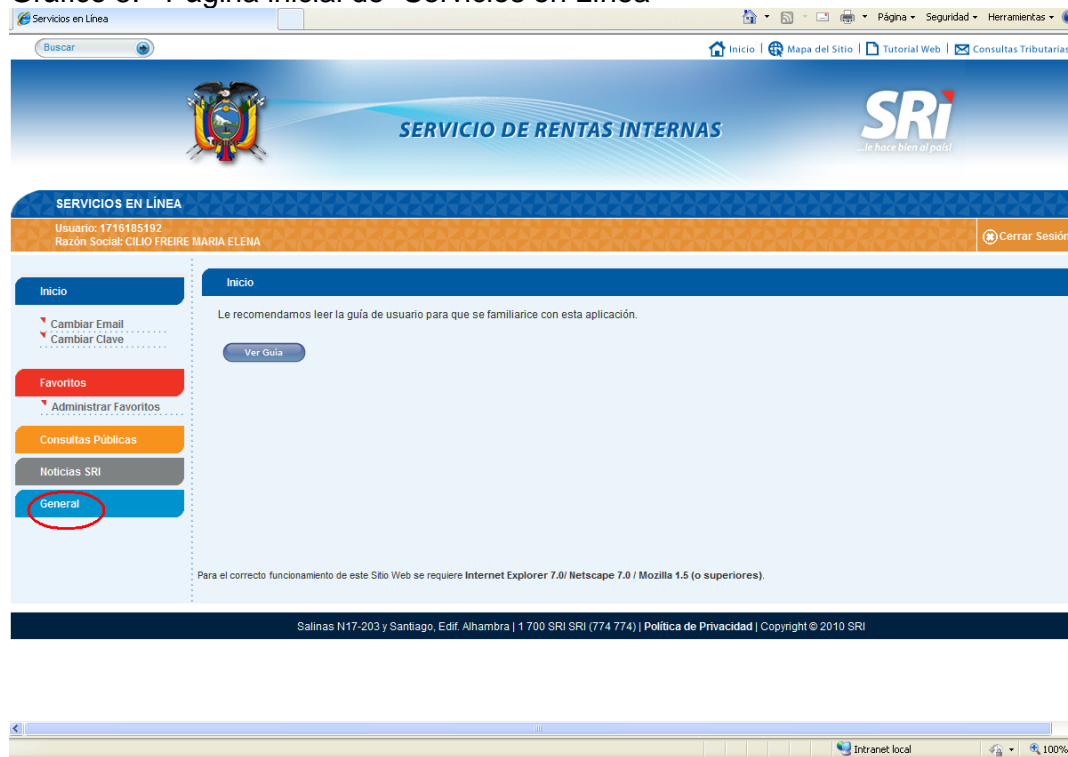 Página inicial de "Servicios en Línea"
Servicios en Línea
Página
Seguridad
Herramientas
Buscar
Inicio | Mapa del Sitio | Tutorial Web | Consultas Tributarias
SERVICIO DE RENTAS INTERNAS
SRi
...le hace bien al país!
SERVICIOS EN LÍNEA
Usuario: 1716185192
Razón Social: CILIO FREIRE MARIA ELENA
Cerrar Sesión
Inicio
Cambiar Email
Cambiar Clave
Favoritos
Administrar Favoritos
Consultas Públicas
Noticias SRI
General
Inicio
Le recomendamos leer la guía de usuario para que se familiarice con esta aplicación.
Ver Guía
Para el correcto funcionamiento de este Sitio Web se requiere Internet Explorer 7.0/ Netscape 7.0 / Mozilla 1.5 (o superiores).
Salinas N17-203 y Santiago, Edif. Alhambra | 1 700 SRI SRI (774 774) | Política de Privacidad | Copyright © 2010 SRI
Intranet local
100%